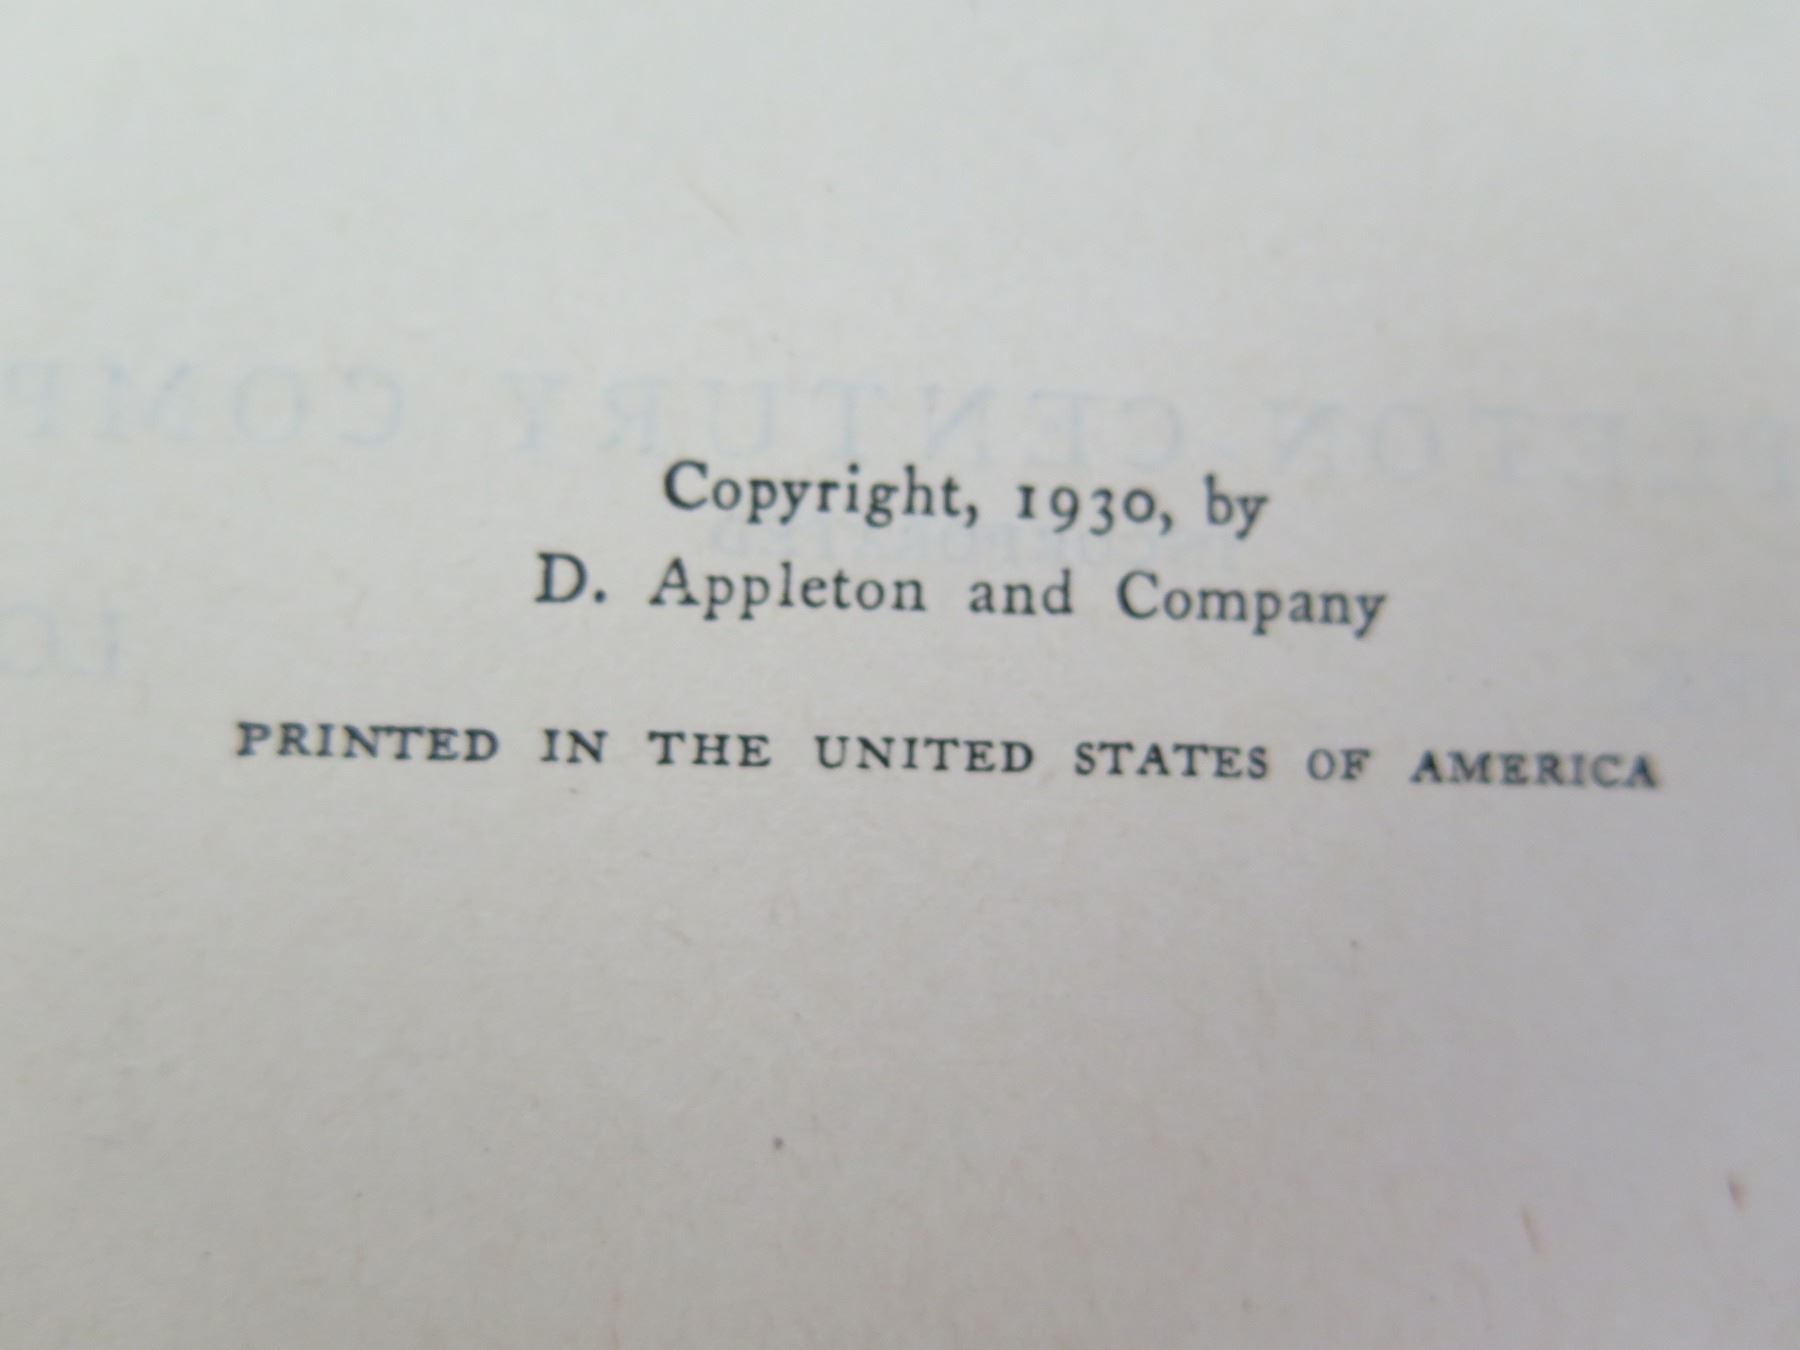 Copyright, 1930, by
D. Appleton and Company
PRINTED IN THE UNITED STATES OF AMERICA